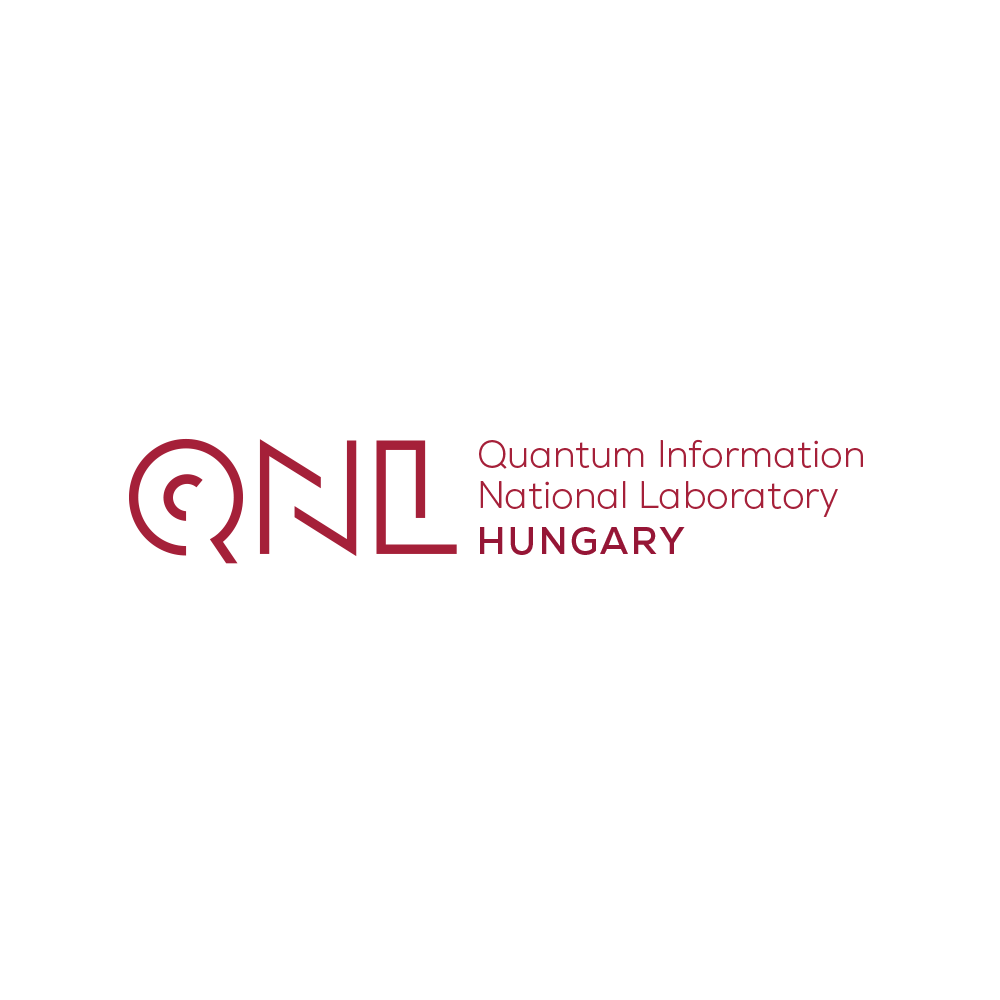 QNL
Quantum Information
National Laboratory
HUNGARY